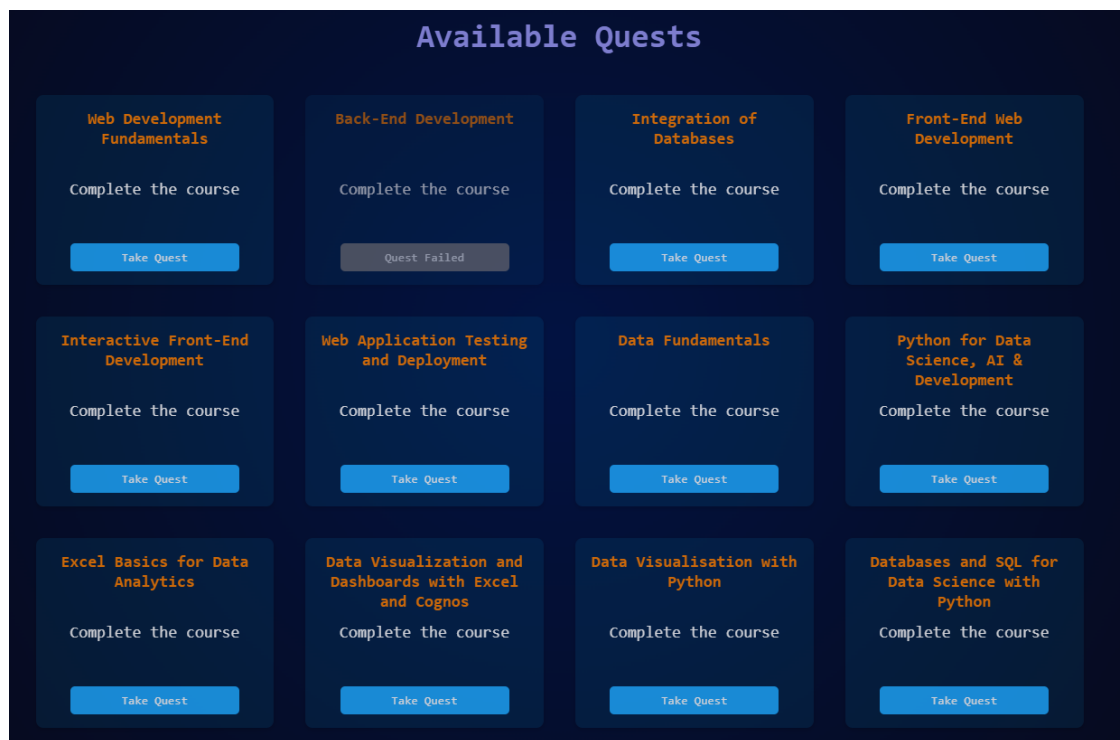 Available Quests
Web Development
Fundamentals
Complete the course
Take Quest
Back-End Development
Complete the course
Quest Failed
Integration of
Databases
Complete the course
Take Quest
Front-End Web
Development
Complete the course
Take Quest
Interactive Front-End
Development
Complete the course
Take Quest
Web Application Testing
and Deployment
Complete the course
Take Quest
Data Fundamentals
Complete the course
Take Quest
Python for Data
Science, AI &
Development
Complete the course
Take Quest
Excel Basics for Data
Analytics
Complete the course
Take Quest
Data Visualization and
Dashboards with Excel
and Cognos
Complete the course
Take Quest
Data Visualisation with
Python
Complete the course
Take Quest
Databases and SQL for
Data Science with
Python
Complete the course
Take Quest